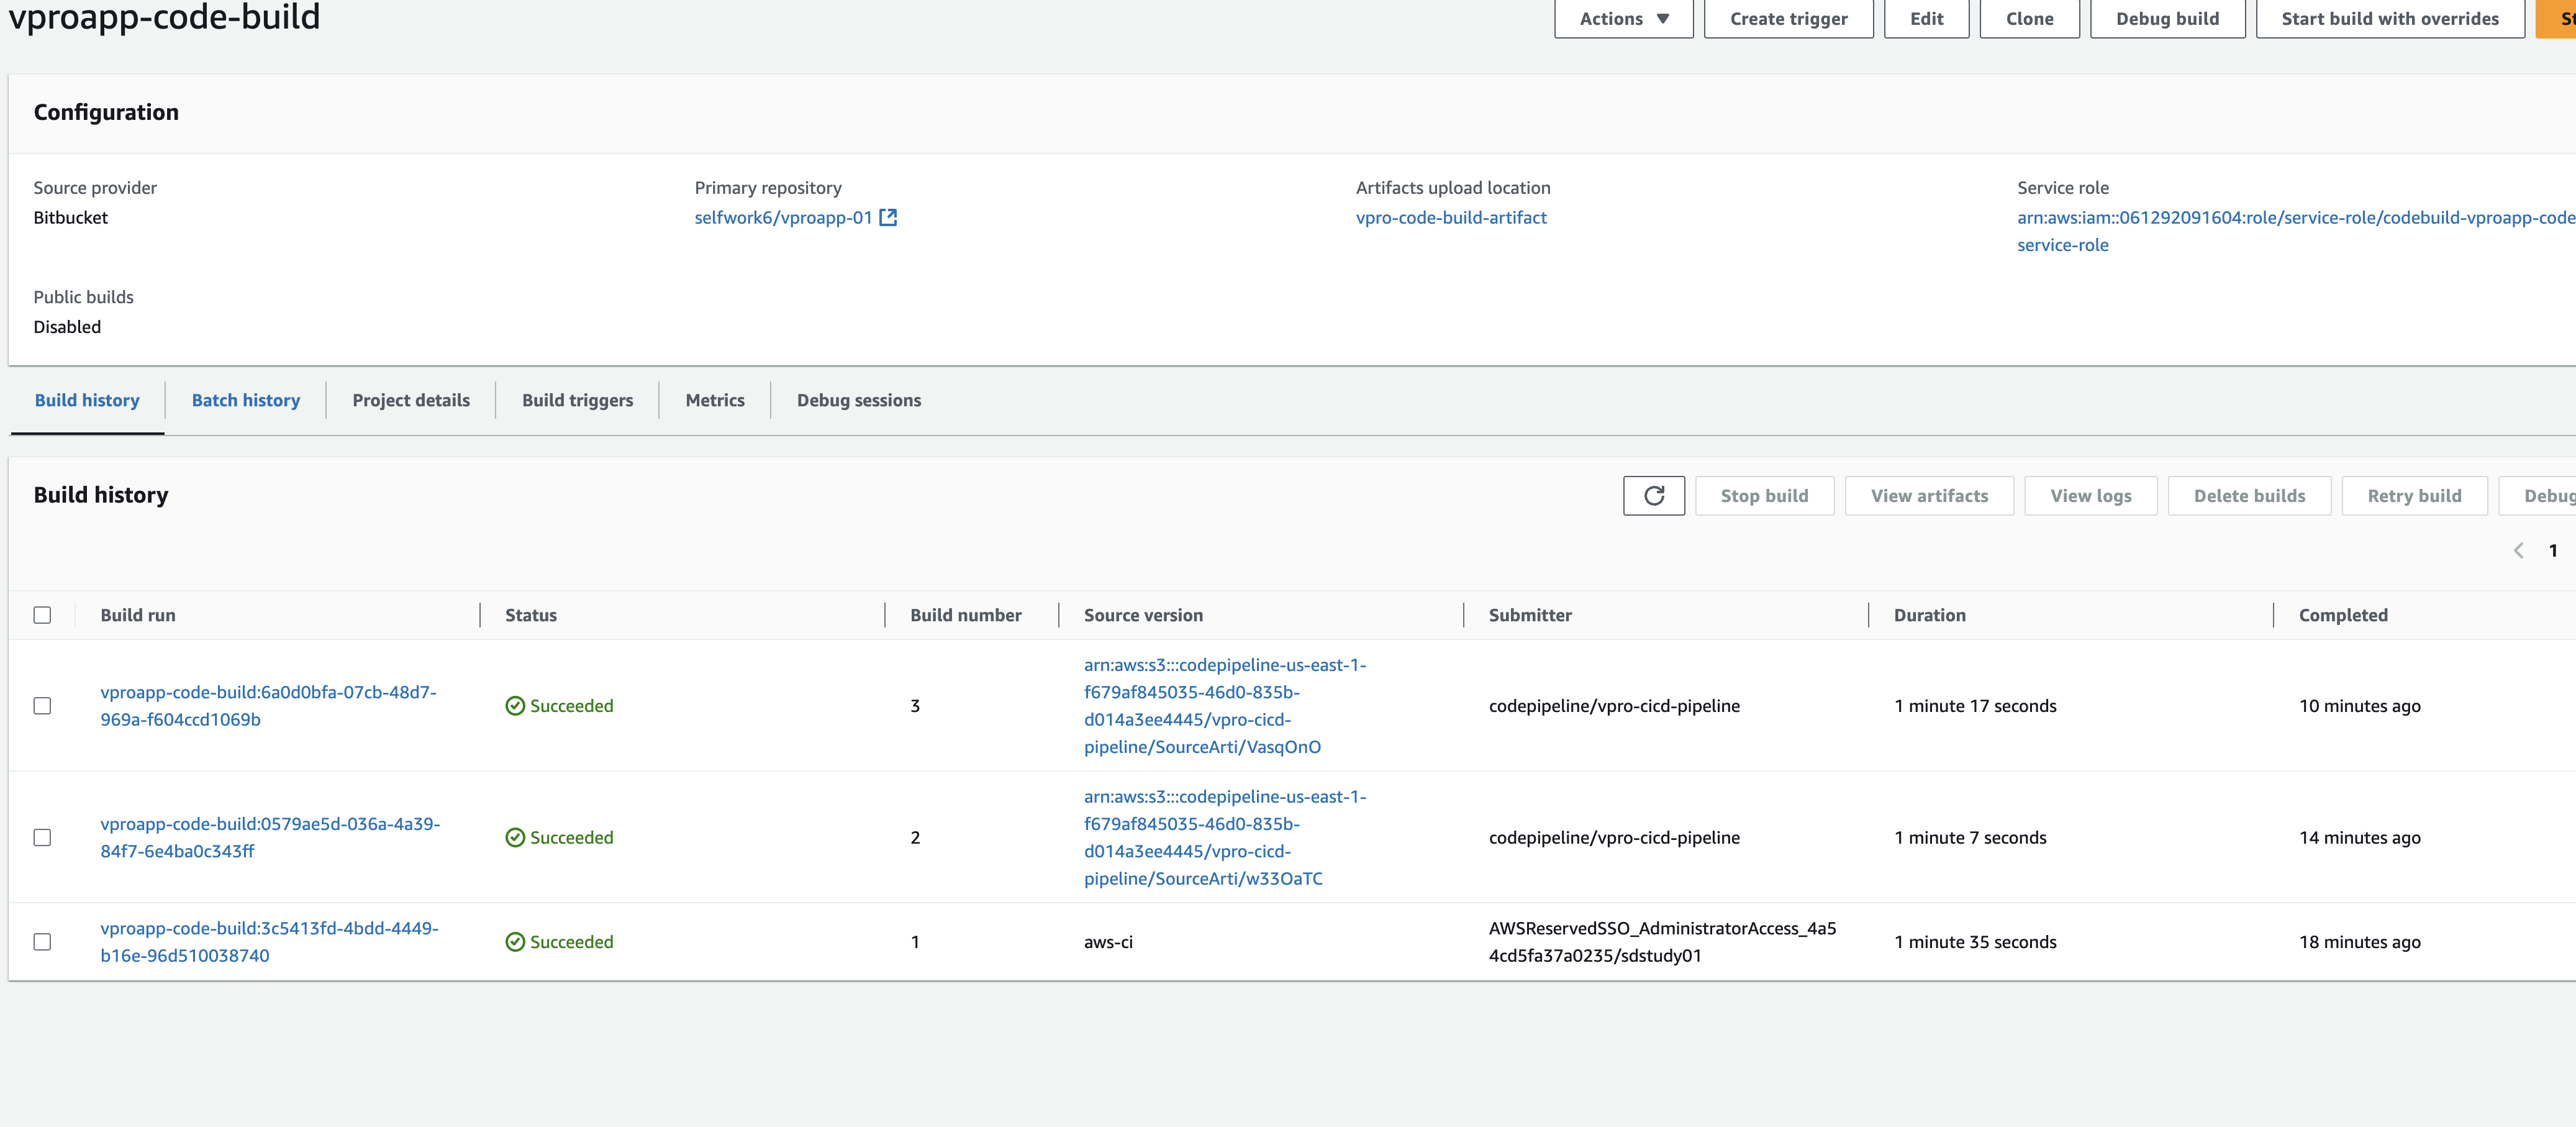 vproapp-code-build
Actions ▼
Create trigger
Edit
Clone
Debug build
Start build with overrides
Configuration
Source provider
Bitbucket
Primary repository
selfwork6/vproapp-01
Artifacts upload location
vpro-code-build-artifact
Service role
arn:aws:iam::061292091604:role/service-role/codebuild-vproapp-code
service-role
Public builds
Disabled
Build history
Batch history
Project details
Build triggers
Metrics
Debug sessions
Build history
Stop build
View artifacts
View logs
Delete builds
Retry build
Debug
1
Build run
Status
Build number
Source version
Submitter
Duration
Completed
vproapp-code-build:6a0d0bfa-07cb-48d7-
969a-f604ccd1069b
Succeeded
3
arn:aws:s3:::codepipeline-us-east-1-
f679af845035-46d0-835b-
d014a3ee4445/vpro-cicd-
pipeline/SourceArti/VasqOnO
codepipeline/vpro-cicd-pipeline
1 minute 17 seconds
10 minutes ago
vproapp-code-build:0579ae5d-036a-4a39-
84f7-6e4ba0c343ff
Succeeded
2
arn:aws:s3:::codepipeline-us-east-1-
f679af845035-46d0-835b-
d014a3ee4445/vpro-cicd-
pipeline/SourceArti/w33OaTC
codepipeline/vpro-cicd-pipeline
1 minute 7 seconds
14 minutes ago
vproapp-code-build:3c5413fd-4bdd-4449-
b16e-96d510038740
Succeeded
1
aws-ci
AWSReservedSSO_AdministratorAccess_4a5
4cd5fa37a0235/sdstudy01
1 minute 35 seconds
18 minutes ago